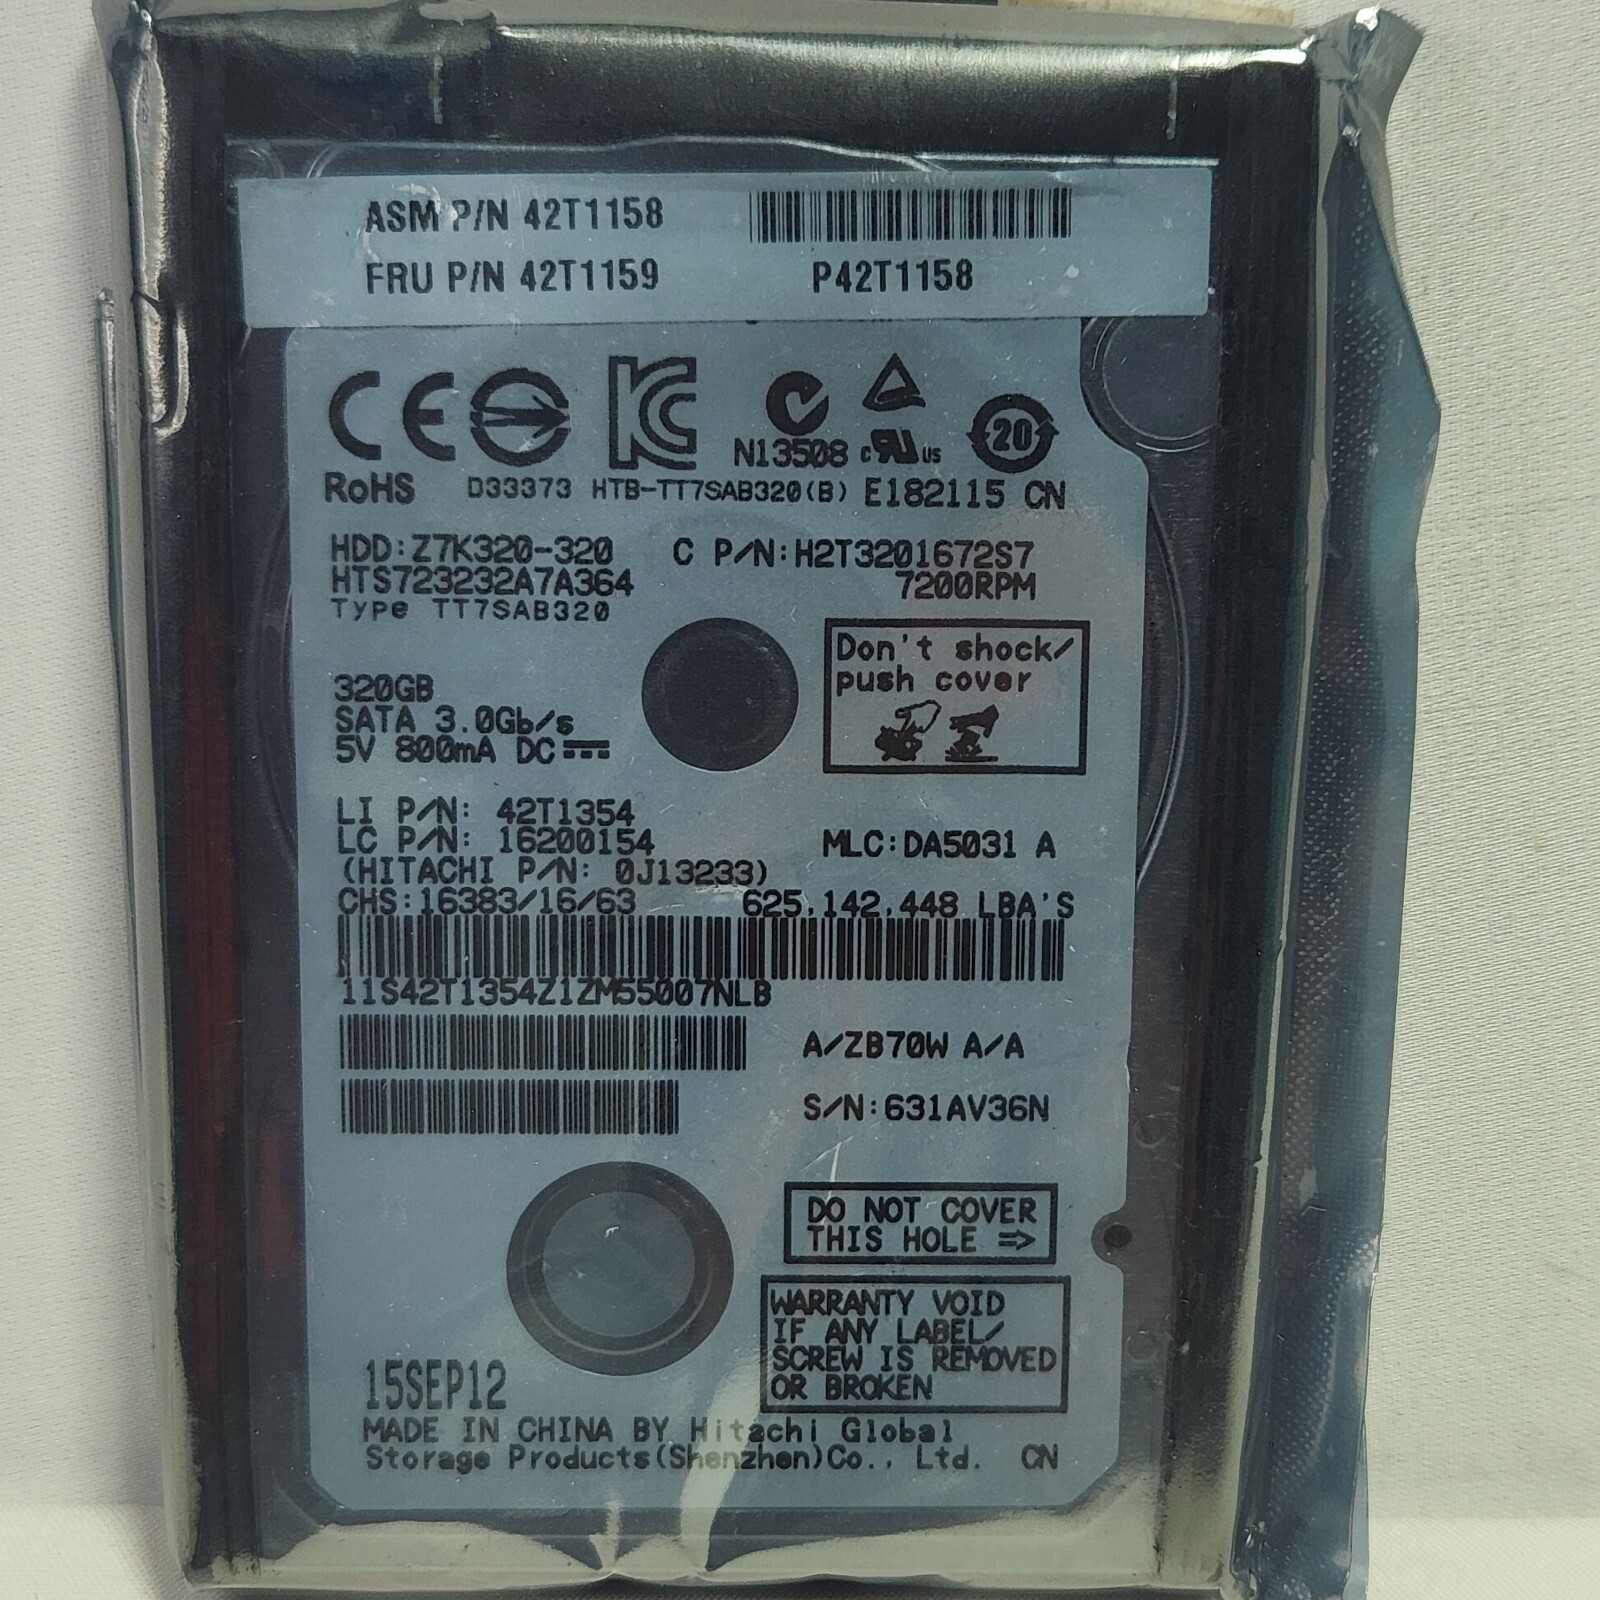 ASM P/N 42T1158
FRU P/N 42T1159
P42T1158
CE
N13508
c RU us
20
RoHS D33373 HTB-TT7SAB320(B) E182115 CN
HDD:Z7K320-320 C P/N:H2T3201672S7
HTS723232A7A364 7200RPM
Type TT7SAB320
Don't shock/
push cover
320GB
SATA 3.0Gb/s
5V 800mA DC
LI P/N: 42T1354
LC P/N: 16200154 MLC:DA5031 A
(HITACHI P/N: 0J13233)
CHS:16383/16/63 625,142,448 LBA'S
11S42T1354Z1ZM55007NLB
A/ZB70W A/A
S/N:631AV36N
DO NOT COVER
THIS HOLE =>
WARRANTY VOID
IF ANY LABEL/
SCREW IS REMOVED
OR BROKEN
15SEP12
MADE IN CHINA BY Hitachi Global
Storage Products(Shenzhen)Co., Ltd. CN